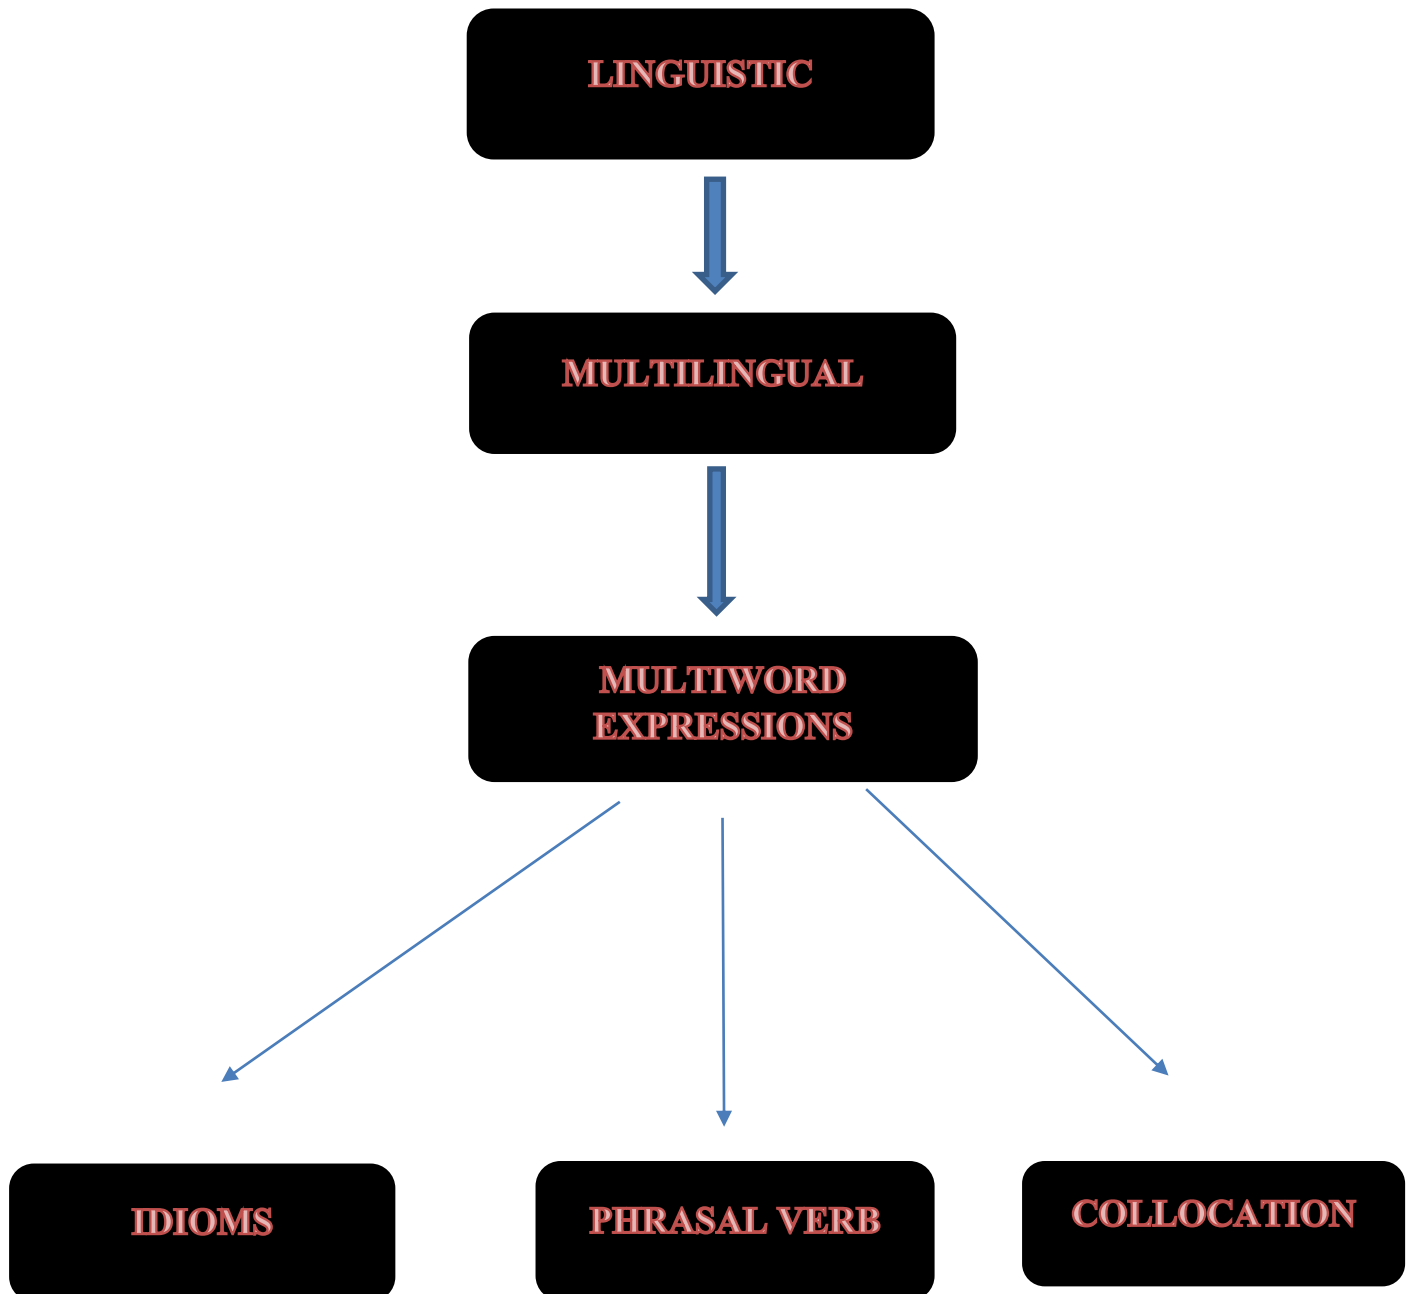 LINGUISTIC
MULTILINGUAL
MULTIWORD
EXPRESSIONS
IDIOMS
PHRASAL VERB
COLLOCATION